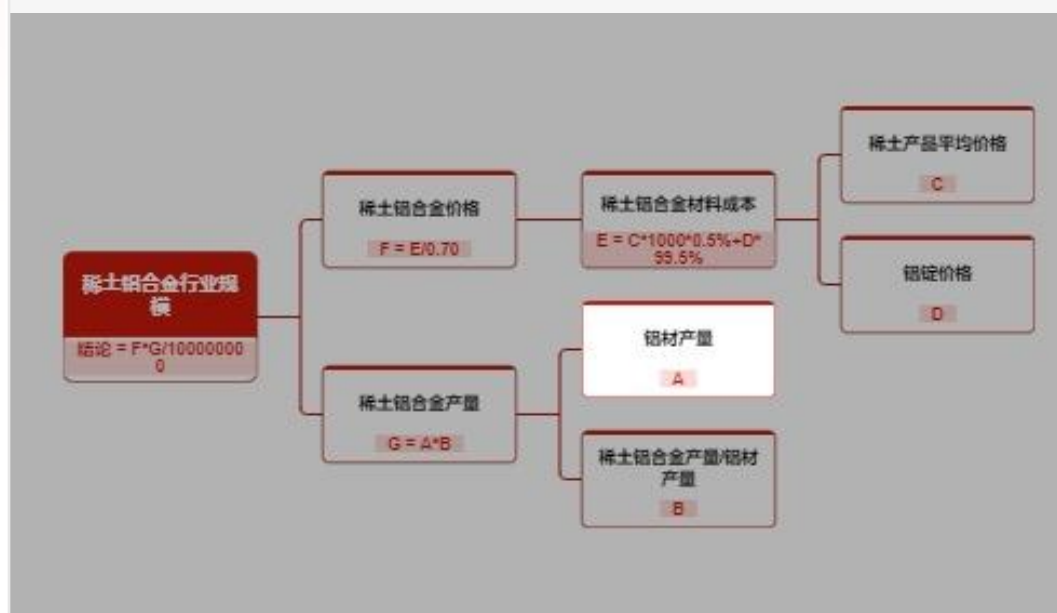 稀土产品平均价格
C
稀土铝合金价格
F = E/0.70
稀土铝合金材料成本
E = C*1000*0.5%+D*
99.5%
铝锭价格
D
稀土铝合金行业规
模
结论 = F*G/10000000
0
铝材产量
A
稀土铝合金产量
G = A*B
稀土铝合金产量/铝材
产量
B